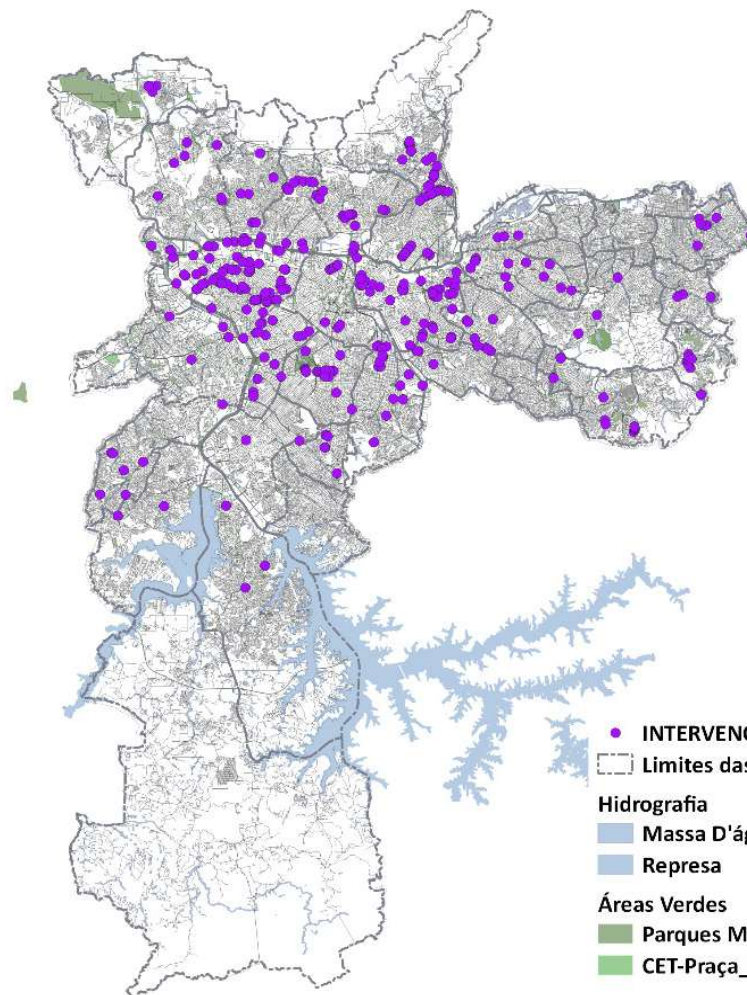 INTERVENC
Limites das
Hidrografia
Massa D'ág
Represa
Áreas Verdes
Parques M
CET-Praça_